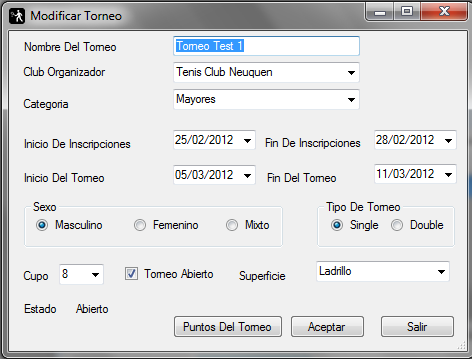 Modificar Torneo
Nombre Del Torneo Torneo Test 1
Club Organizador Tenis Club Neuquen
Categoria Mayores
Inicio De Inscripciones 25/02/2012 Fin De Inscripciones 28/02/2012
Inicio Del Torneo 05/03/2012 Fin Del Torneo 11/03/2012
Sexo Tipo De Torneo
Masculino Femenino Mixto Single Double
Cupo 8 Torneo Abierto Superficie Ladrillo
Estado Abierto
Puntos Del Torneo Aceptar Salir